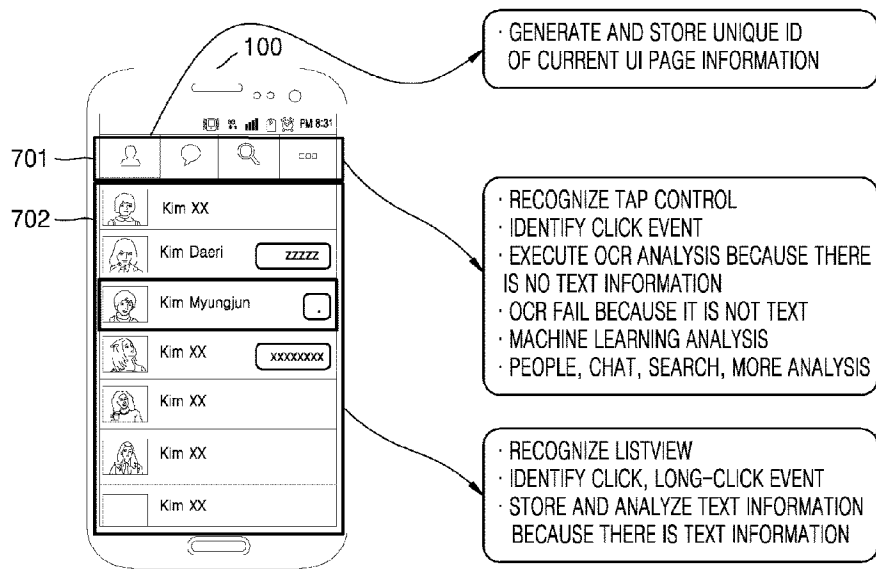 100
· GENERATE AND STORE UNIQUE ID
OF CURRENT UI PAGE INFORMATION
PM 8:31
701
702
Kim XX
Kim Daeri
zzzzz
Kim Myungjun
.
Kim XX
xxxxxxxx
Kim XX
Kim XX
Kim XX
· RECOGNIZE TAP CONTROL
· IDENTIFY CLICK EVENT
· EXECUTE OCR ANALYSIS BECAUSE THERE
IS NO TEXT INFORMATION
· OCR FAIL BECAUSE IT IS NOT TEXT
· MACHINE LEARNING ANALYSIS
· PEOPLE, CHAT, SEARCH, MORE ANALYSIS
· RECOGNIZE LISTVIEW
· IDENTIFY CLICK, LONG-CLICK EVENT
· STORE AND ANALYZE TEXT INFORMATION
BECAUSE THERE IS TEXT INFORMATION